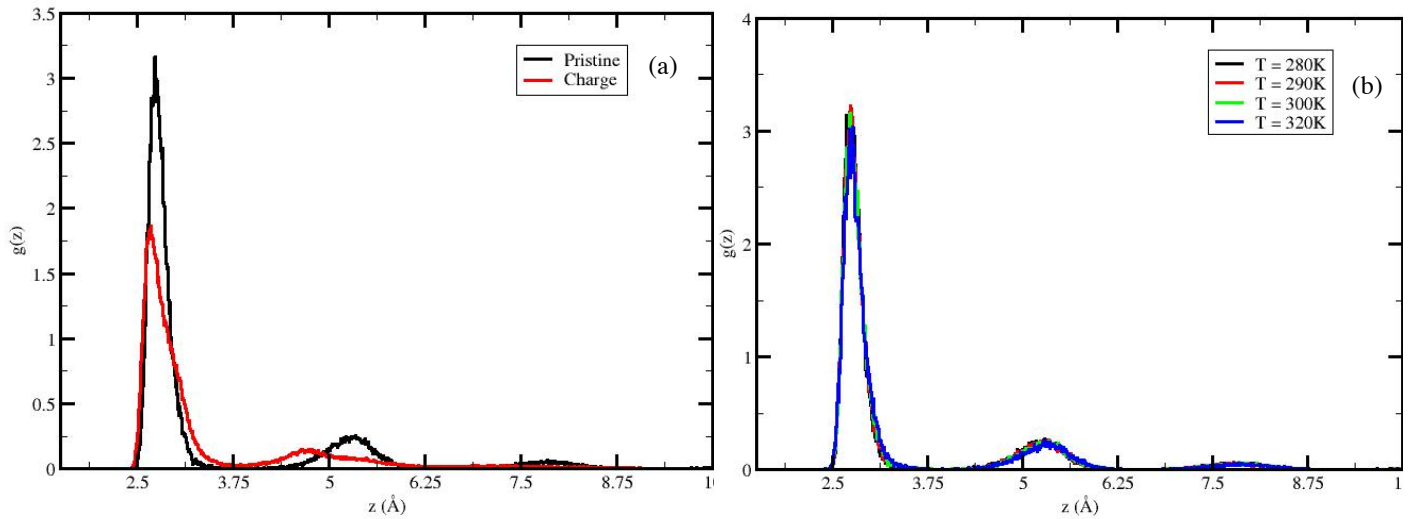 3.5
3
2.5
2
1.5
1
0.5
0
g(z)
2.5 3.75 5 6.25 7.5 8.75
z (Å)
Pristine
Charge
(a)
4
3
2
1
0
g(z)
2.5 3.75 5 6.25 7.5 8.75
z (Å)
T = 280K
T = 290K
T = 300K
T = 320K
(b)